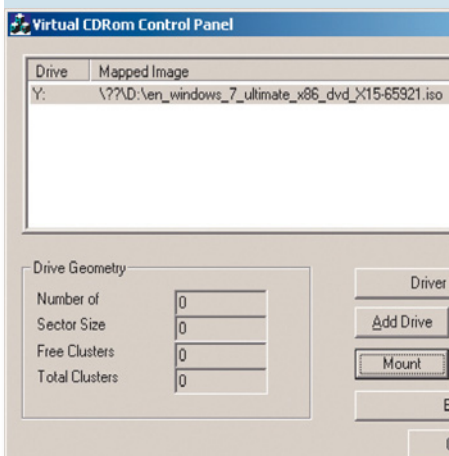 Virtual CDRom Control Panel
Drive Mapped Image
Y: \??\D:\en_windows_7_ultimate_x86_dvd_X15-65921.iso
Drive Geometry
Number of 0
Sector Size 0
Free Clusters 0
Total Clusters 0
Driver
Add Drive
Mount